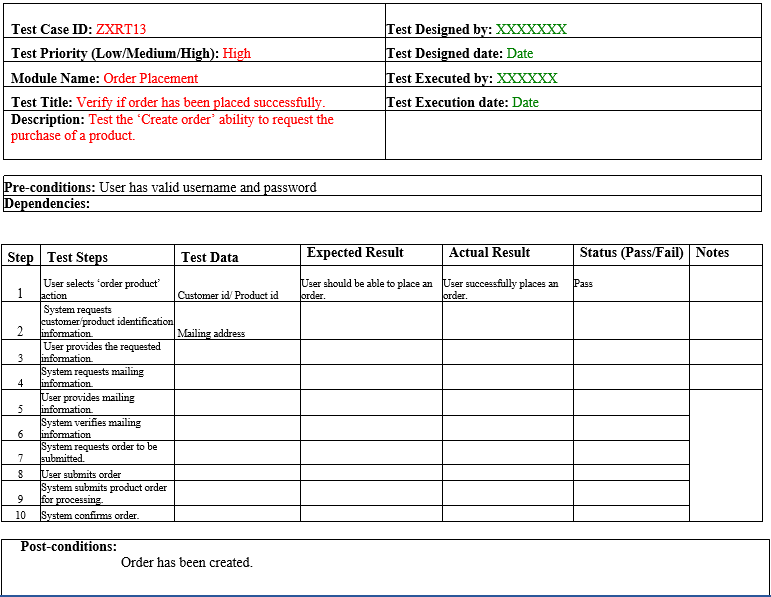 Test Case ID: ZXRT13
Test Designed by: XXXXXXX
Test Priority (Low/Medium/High): High
Test Designed date: Date
Module Name: Order Placement
Test Executed by: XXXXXX
Test Title: Verify if order has been placed successfully.
Test Execution date: Date
Description: Test the ‘Create order’ ability to request the
purchase of a product.
Pre-conditions: User has valid username and password
Dependencies:
Step Test Steps Test Data Expected Result Actual Result Status (Pass/Fail) Notes
1
User selects ‘order product’
action
Customer id/ Product id
User should be able to place an
order.
User successfully places an
order.
Pass
2
System requests
customer/product identification
information.
Mailing address
3
User provides the requested
information.
4
System requests mailing
information.
5
User provides mailing
information.
6
System verifies mailing
information
7
System requests order to be
submitted.
8
User submits order
9
System submits product order
for processing.
10
System confirms order.
Post-conditions:
Order has been created.